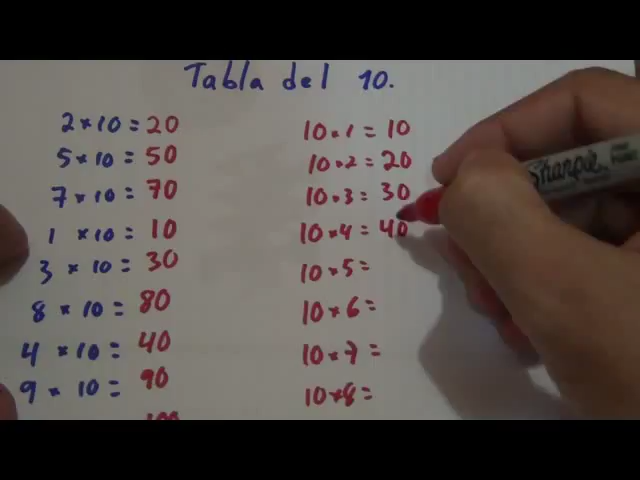 Tabla del 10.
2 × 10 = 20
5 × 10 = 50
7 × 10 = 70
1 × 10 = 10
3 × 10 = 30
8 × 10 = 80
4 × 10 = 40
9 × 10 = 90
100
10 × 1 = 10
10 × 2 = 20
10 × 3 = 30
10 × 4 = 40
10 × 5 =
10 × 6 =
10 × 7 =
10 × 8 =
Sharpie